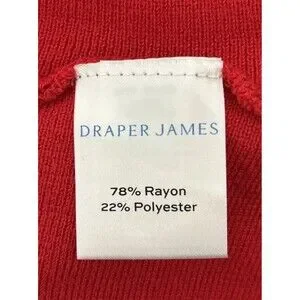 DRAPER JAMES
78% Rayon
22% Polyester